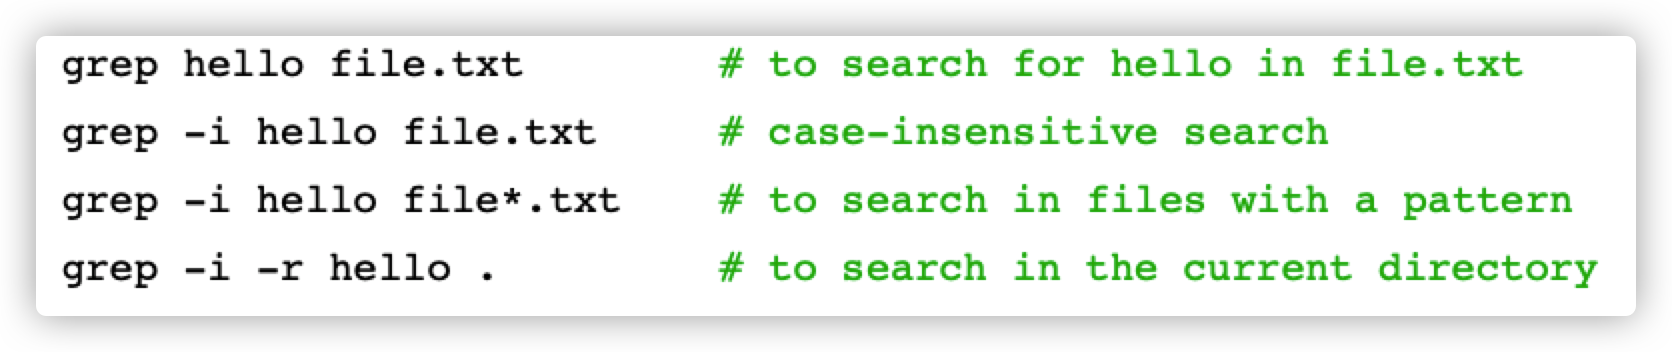 grep hello file.txt # to search for hello in file.txt
grep -i hello file.txt # case-insensitive search
grep -i hello file*.txt # to search in files with a pattern
grep -i -r hello . # to search in the current directory